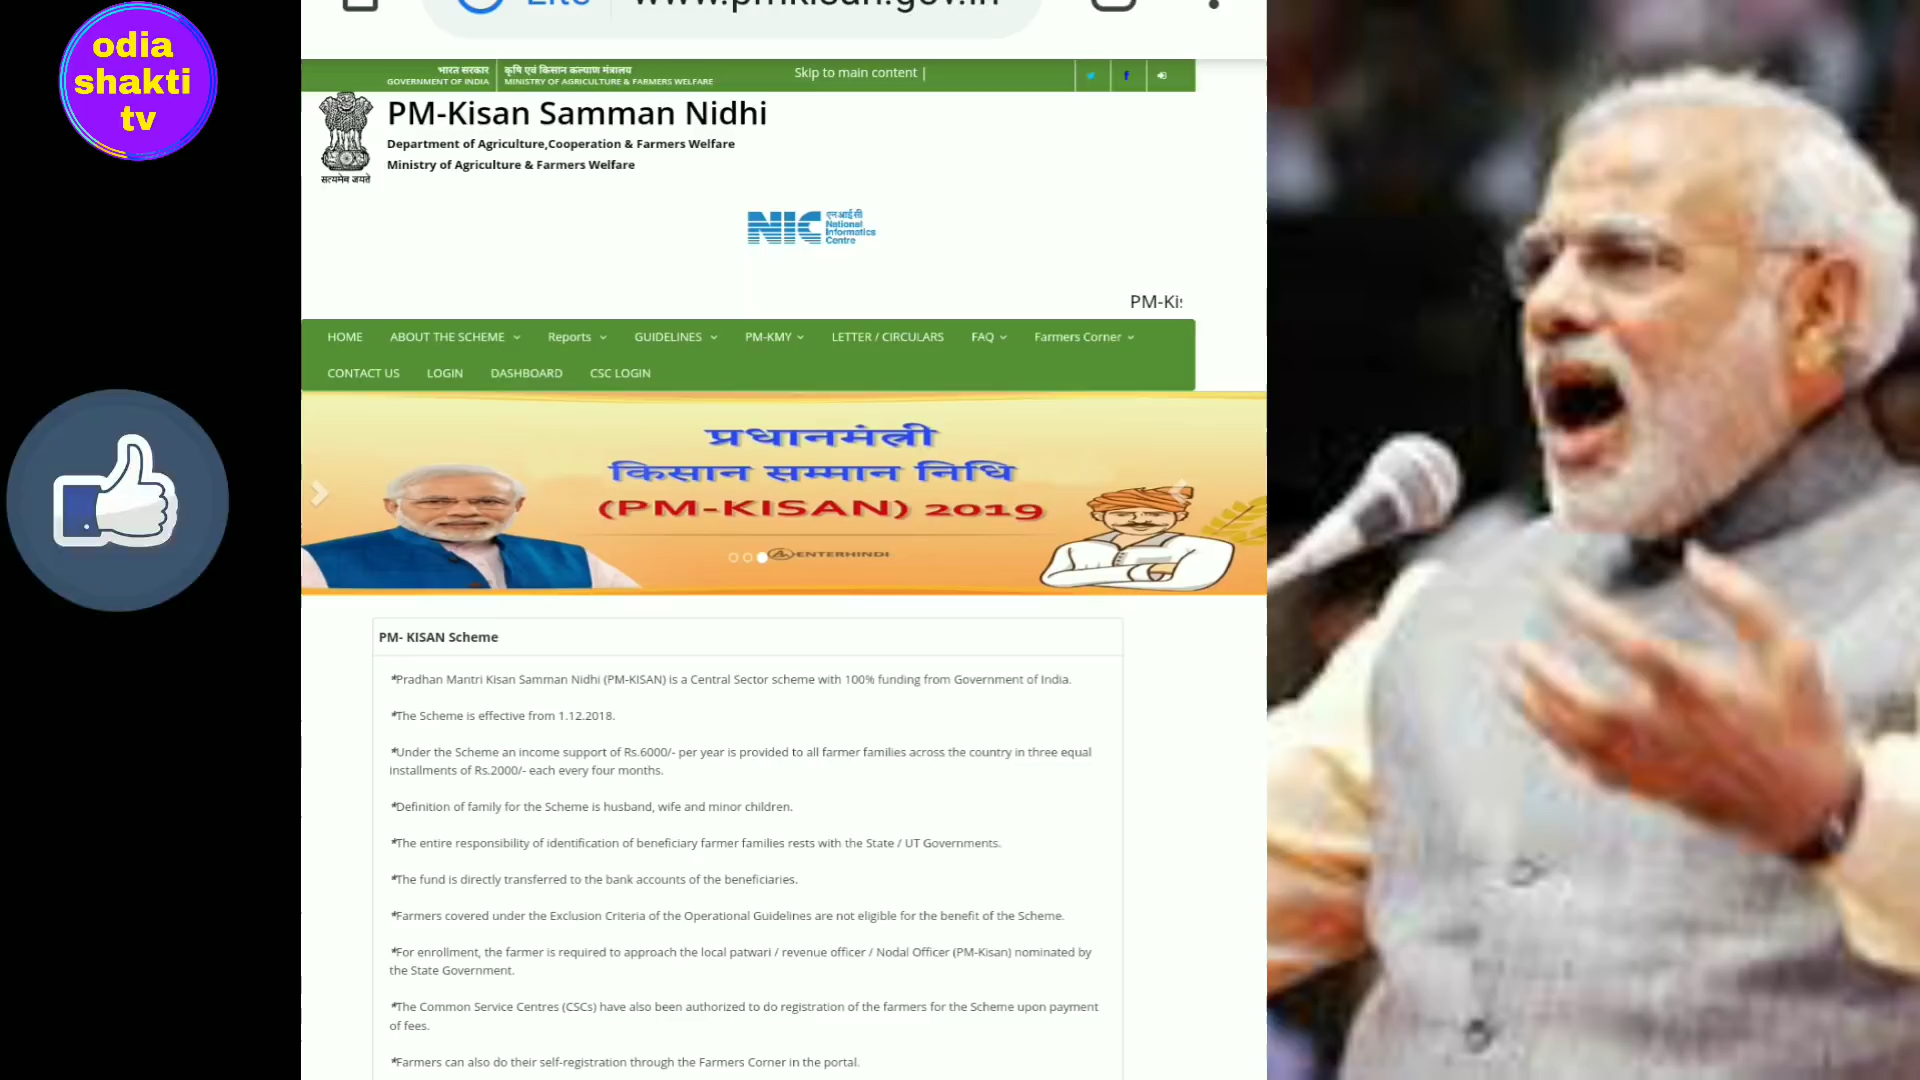 odia
shakti
tv
Lite www.pmkisan.gov.in
भारत सरकार
GOVERNMENT OF INDIA
कृषि एवं किसान कल्याण मंत्रालय
MINISTRY OF AGRICULTURE & FARMERS WELFARE
Skip to main content |
PM-Kisan Samman Nidhi
Department of Agriculture,Cooperation & Farmers Welfare
Ministry of Agriculture & Farmers Welfare
सत्यमेव जयते
NIC
एन आई सी
National
Informatics
Centre
PM-Kis
HOME ABOUT THE SCHEME Reports GUIDELINES PM-KMY LETTER / CIRCULARS FAQ Farmers Corner
CONTACT US LOGIN DASHBOARD CSC LOGIN
प्रधानमंत्री
किसान सम्मान निधि
(PM-KISAN) 2019
ENTERHINDI
PM- KISAN Scheme
*Pradhan Mantri Kisan Samman Nidhi (PM-KISAN) is a Central Sector scheme with 100% funding from Government of India.
*The Scheme is effective from 1.12.2018.
*Under the Scheme an income support of Rs.6000/- per year is provided to all farmer families across the country in three equal
installments of Rs.2000/- each every four months.
*Definition of family for the Scheme is husband, wife and minor children.
*The entire responsibility of identification of beneficiary farmer families rests with the State / UT Governments.
*The fund is directly transferred to the bank accounts of the beneficiaries.
*Farmers covered under the Exclusion Criteria of the Operational Guidelines are not eligible for the benefit of the Scheme.
*For enrollment, the farmer is required to approach the local patwari / revenue officer / Nodal Officer (PM-Kisan) nominated by
the State Government.
*The Common Service Centres (CSCs) have also been authorized to do registration of the farmers for the Scheme upon payment
of fees.
*Farmers can also do their self-registration through the Farmers Corner in the portal.